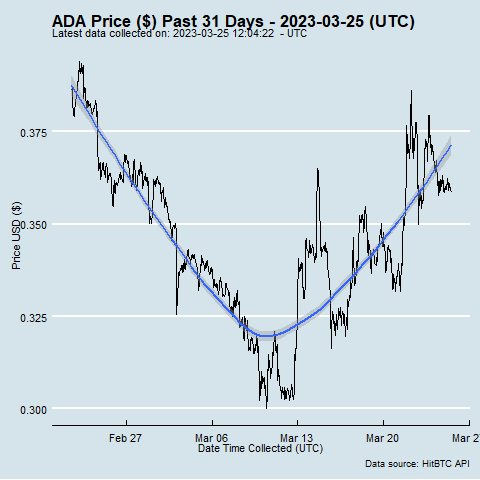 ADA Price ($) Past 31 Days - 2023-03-25 (UTC)
Latest data collected on: 2023-03-25 12:04:22 - UTC
0.375
0.350
0.325
0.300
Price USD ($)
Feb 27
Mar 06
Mar 13
Mar 20
Mar 2
Date Time Collected (UTC)
Data source: HitBTC API